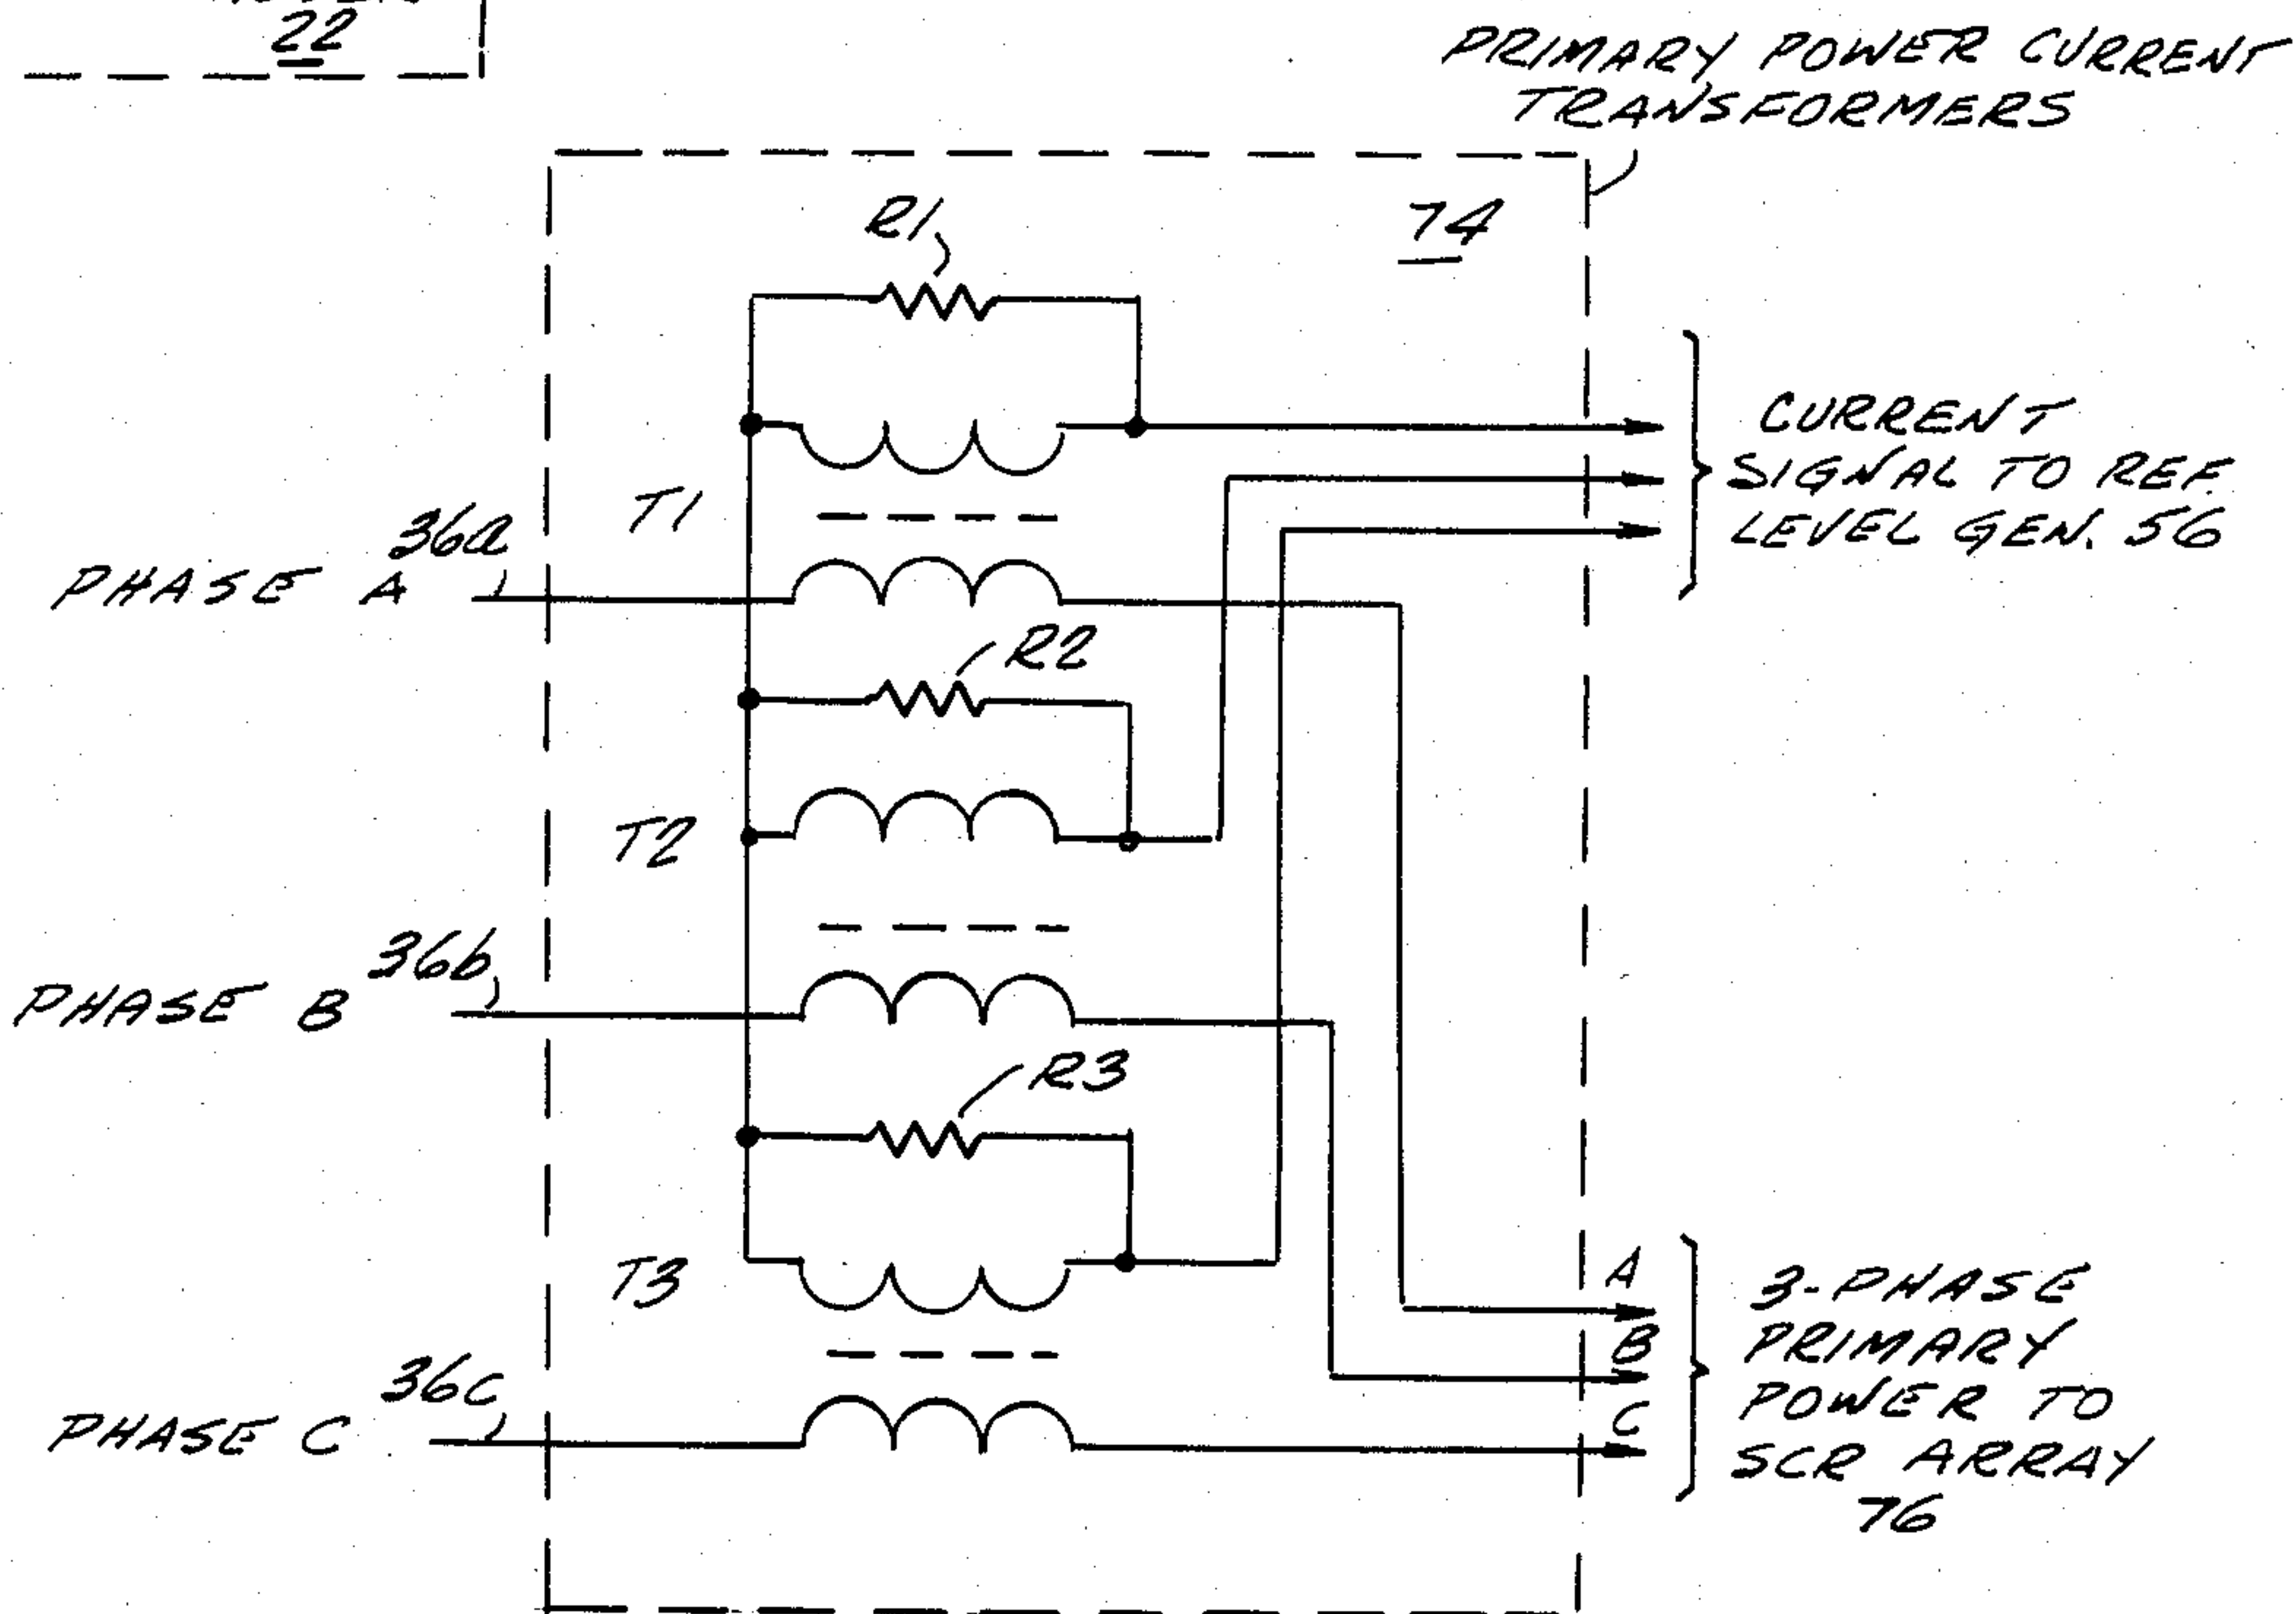 22
PRIMARY POWER CURRENT
TRANSFORMERS
74
R1
T1
CURRENT
SIGNAL TO REF.
LEVEL GEN. 56
36a
PHASE A
R2
T2
36b
PHASE B
R3
T3
A
B
C
3-PHASE
PRIMARY
POWER TO
SCR ARRAY
76
36c
PHASE C